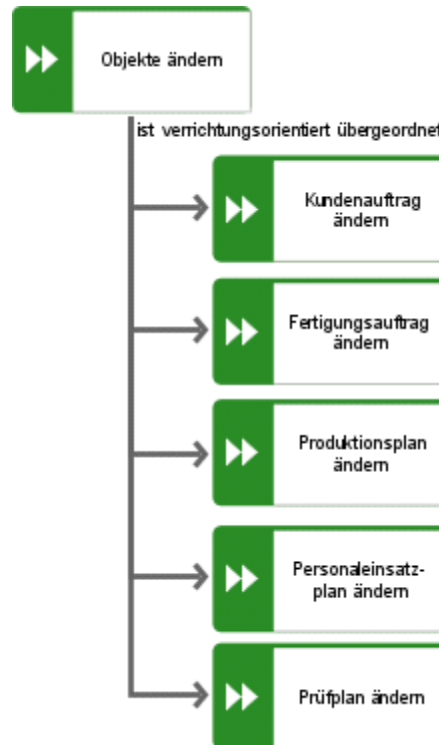 Objekte ändern
ist verrichtungsorientiert übergeordnet
Kundenauftrag
ändern
Fertigungsauftrag
ändern
Produktionsplan
ändern
Personaleinsatz-
plan ändern
Prüfplan ändern